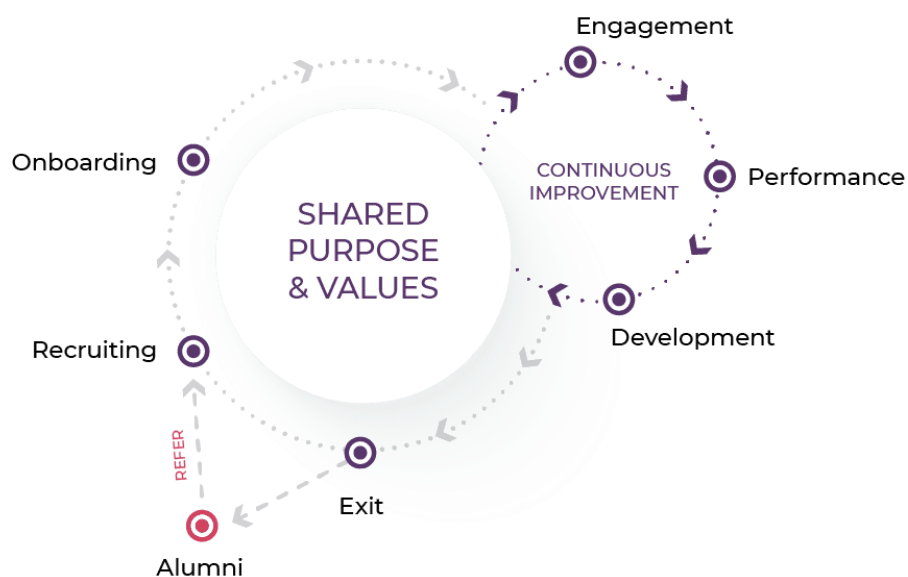 Engagement
Onboarding
CONTINUOUS
IMPROVEMENT
Performance
SHARED
PURPOSE
& VALUES
Recruiting
Development
REFER
Exit
Alumni